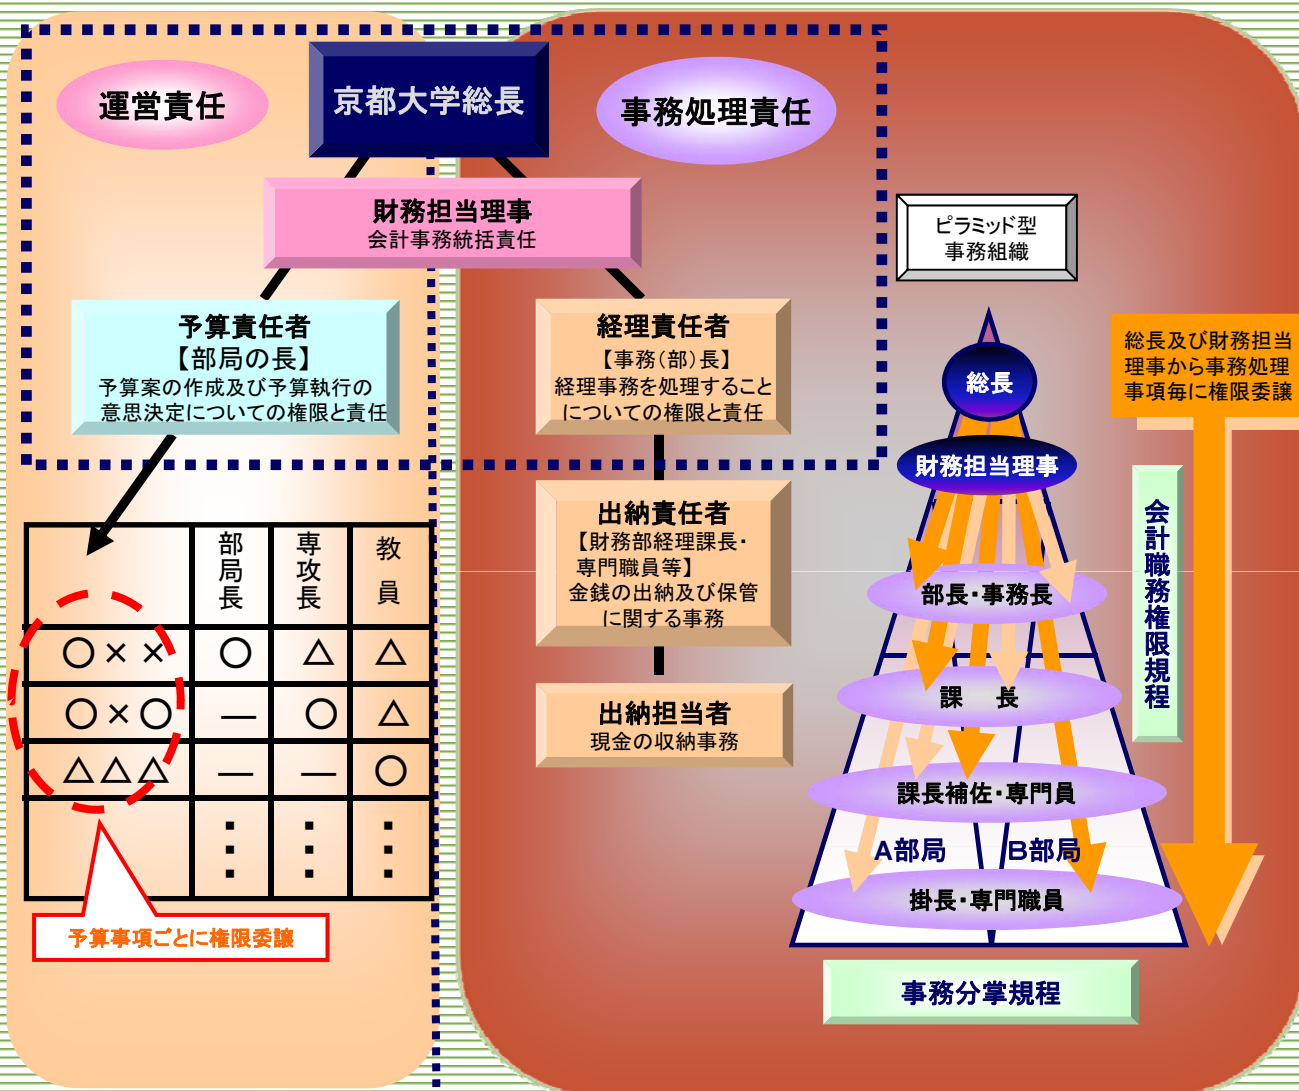 運営責任
京都大学総長
事務処理責任
財務担当理事
会計事務統括責任
予算責任者
【部局の長】
予算案の作成及び予算執行の
意思決定についての権限と責任
経理責任者
【事務(部)長】
経理事務を処理すること
についての権限と責任
出納責任者
【財務部経理課長・
専門職員等】
金銭の出納及び保管
に関する事務
出納担当者
現金の収納事務
部局長 専攻長 教員
○×× ○ △ △
○×○ ― ○ △
△△△ ― ― ○
予算事項ごとに権限委譲
ピラミッド型
事務組織
総長
財務担当理事
部長・事務長
課 長
課長補佐・専門員
A部局 B部局
掛長・専門職員
事務分掌規程
総長及び財務担当
理事から事務処理
事項毎に権限委譲
会計職務権限規程